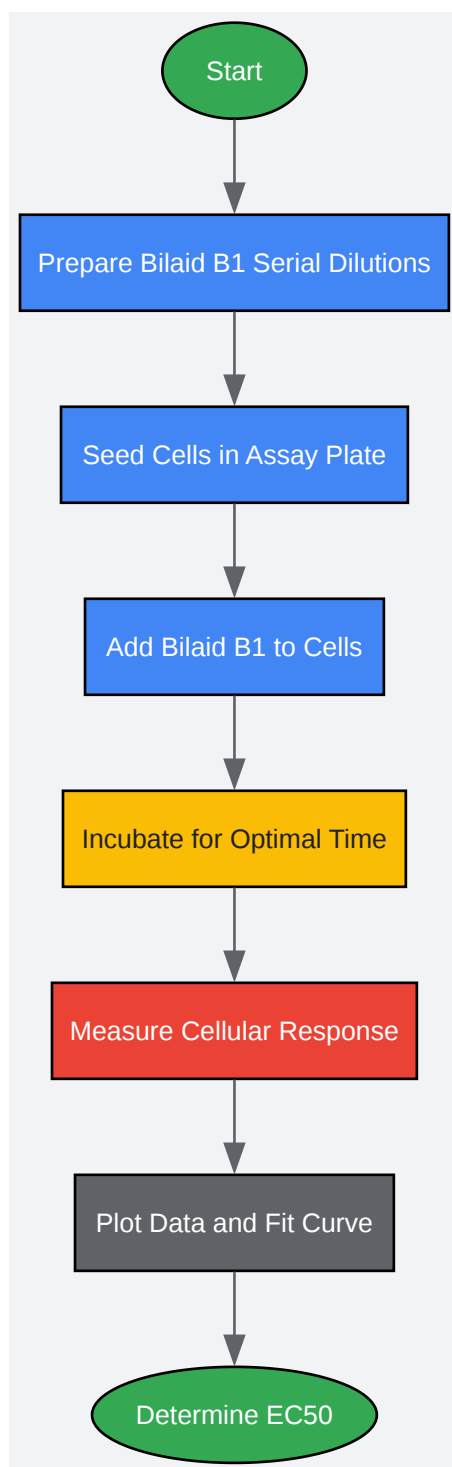 Start
Prepare Bilaid B1 Serial Dilutions
Seed Cells in Assay Plate
Add Bilaid B1 to Cells
Incubate for Optimal Time
Measure Cellular Response
Plot Data and Fit Curve
Determine EC50